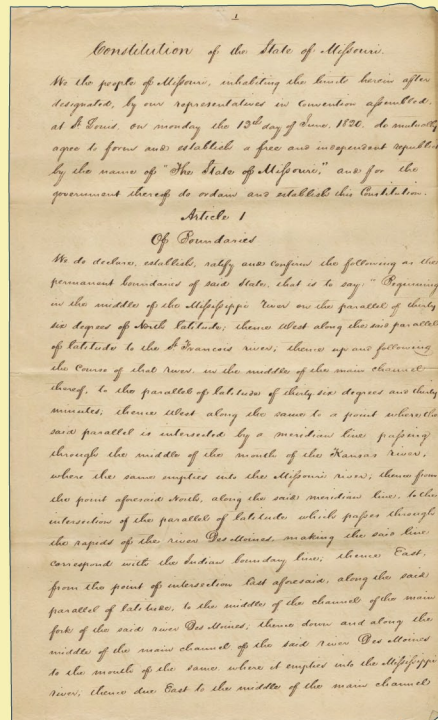 1
Constitution of the State of Missouri.
We the people of Missouri, inhabiting the limits herein after
designated, by our representatives in Convention assembled,
at St Louis, on monday the 12th day of June, 1820, do mutually
agree to form and establish a free and independent republic
by the name of "The State of Missouri," and for the
government thereof do ordain and establish this Constitution.
Article 1
Of Boundaries
We do declare, establish, ratify and confirm the following as the
permanent boundaries of said State, that is to say: "Beginning
in the middle of the Mississippi river on the parallel of thirty
six degrees of North latitude; thence West along the said parallel
of latitude to the St Francois river; thence up and following
the course of that river, in the middle of the main channel
thereof, to the parallel of latitude of thirty six degrees and thirty
minutes, thence West along the same to a point where the
said parallel is intersected by a meridian line passing
through the middle of the mouth of the Kansas river,
where the same empties into the Missouri river; thence from
the point aforesaid North, along the said meridian line, to the
intersection of the parallel of latitude which passes through
the rapids of the river Des Moines, making the said line
correspond with the Indian boundary line; thence East,
from the point of intersection last aforesaid, along the said
parallel of latitude, to the middle of the channel of the main
fork of the said river Des Moines; thence down and along the
middle of the main channel of the said river Des Moines
to the mouth of the same where it empties into the Mississippi
river, thence due East to the middle of the main channel